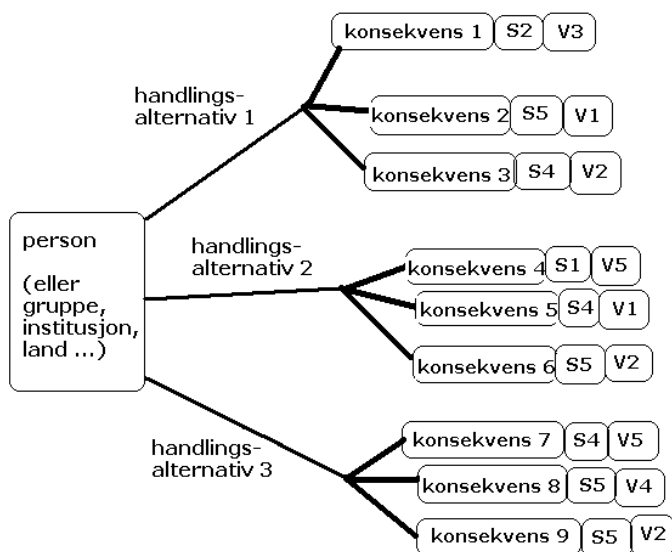 konsekvens 1 S2 V3
handlings-
alternativ 1
konsekvens 2 S5 V1
konsekvens 3 S4 V2
person
(eller
gruppe,
institusjon,
land ...)
handlings-
alternativ 2
konsekvens 4 S1 V5
konsekvens 5 S4 V1
konsekvens 6 S5 V2
handlings-
alternativ 3
konsekvens 7 S4 V5
konsekvens 8 S5 V4
konsekvens 9 S5 V2